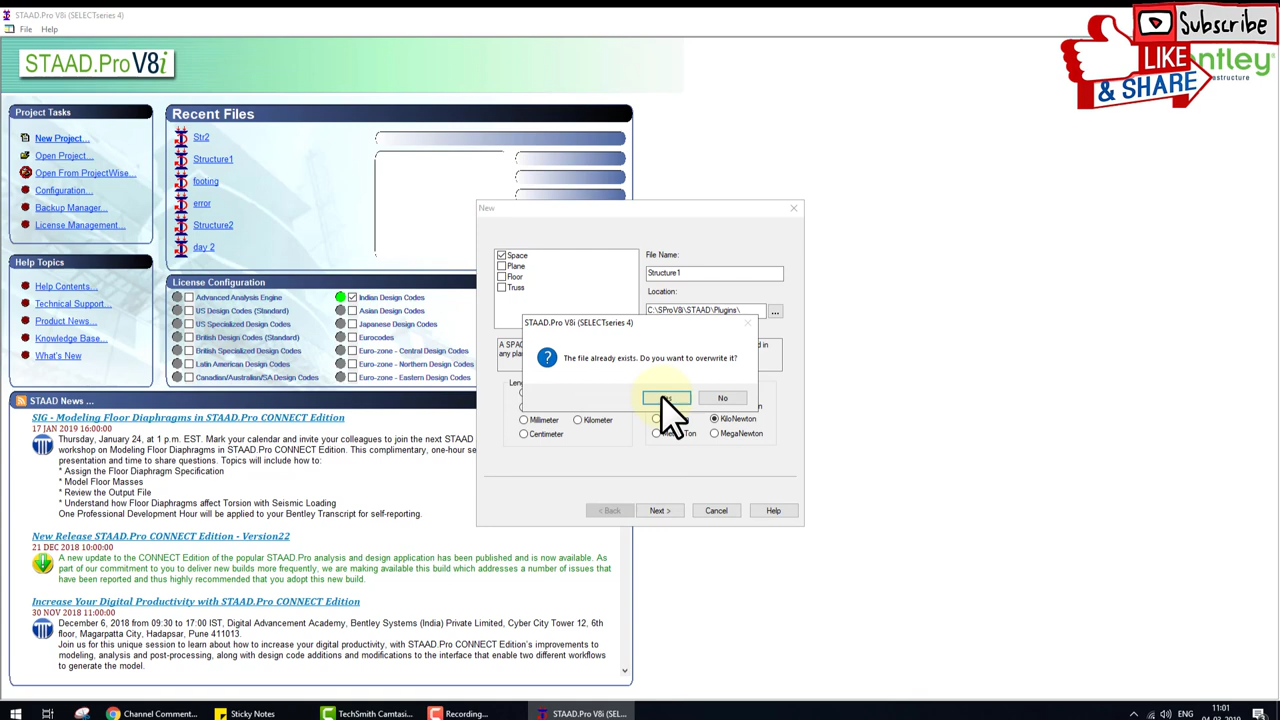 STAAD.Pro V8i (SELECTseries 4)
File Help
Subscribe
LIKE
& SHARE
STAAD.Pro V8i
Project Tasks
New Project...
Open Project...
Open From ProjectWise...
Configuration...
Backup Manager...
License Management...
Help Topics
Help Contents...
Technical Support...
Product News...
Knowledge Base...
What's New
Recent Files
Str2
Structure1
footing
error
Structure2
day 2
License Configuration
Advanced Analysis Engine
Indian Design Codes
US Design Codes (Standard)
Asian Design Codes
US Specialized Design Codes
Japanese Design Codes
British Design Codes (Standard)
Eurocodes
British Specialized Design Codes
Euro-zone - Central Design Codes
Latin American Design Codes
Euro-zone - Northern Design Codes
Canadian/Australian/SA Design Codes
Euro-zone - Eastern Design Codes
STAAD News ...
SIG - Modeling Floor Diaphragms in STAAD.Pro CONNECT Edition
17 JAN 2019 16:00:00
Thursday, January 24, at 1 p.m. EST. Mark your calendar and invite your colleagues to join the next STAAD
workshop on Modeling Floor Diaphragms in STAAD.Pro CONNECT Edition. This complimentary, one-hour se
presentation and time to share questions. Topics will include how to:
* Assign the Floor Diaphragm Specification
* Model Floor Masses
* Review the Output File
* Understand how Floor Diaphragms affect Torsion with Seismic Loading
One Professional Development Hour will be applied to your Bentley Transcript for self-reporting.
New Release STAAD.Pro CONNECT Edition - Version22
21 DEC 2018 10:00:00
A new update to the CONNECT Edition of the popular STAAD.Pro analysis and design application has been published and is now available. As
part of our commitment to you to deliver new builds more frequently, we are making available this build which addresses a number of issues that
have been reported and thus highly recommended that you adopt this new build.
Increase Your Digital Productivity with STAAD.Pro CONNECT Edition
30 NOV 2018 11:00:00
December 6, 2018 from 09:30 to 17:00 IST, Digital Advancement Academy, Bentley Systems (India) Private Limited, Cyber City Tower 12, 6th
floor, Magarpatta City, Hadapsar, Pune 411013.
Join us for this unique session to learn about how to increase your digital productivity, with STAAD.Pro CONNECT Edition's improvements to
modeling, analysis and post-processing, along with design code additions and modifications to the interface that enable two different workflows
to generate the model.
New
Space
Plane
Floor
Truss
File Name:
Structure1
Location:
C:\SProV8i\STAAD\Plugins\
...
STAAD.Pro V8i (SELECTseries 4)
The file already exists. Do you want to overwrite it?
No
Millimeter
Kilometer
Centimeter
KiloNewton
MegaNewton
< Back
Next >
Cancel
Help
Channel Comment...
Sticky Notes
TechSmith Camtasi...
Recording...
STAAD.Pro V8i (SEL...
ENG
11:01
04-03-2019